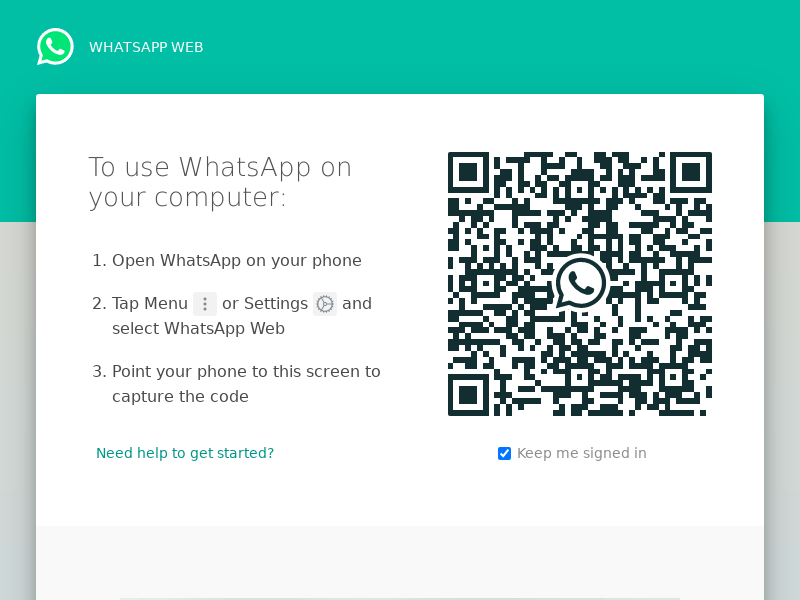 WHATSAPP WEB
To use WhatsApp on
your computer:
1. Open WhatsApp on your phone
2. Tap Menu or Settings and
select WhatsApp Web
3. Point your phone to this screen to
capture the code
Need help to get started?
Keep me signed in